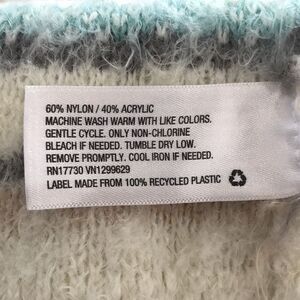 60% NYLON / 40% ACRYLIC
MACHINE WASH WARM WITH LIKE COLORS.
GENTLE CYCLE. ONLY NON-CHLORINE
BLEACH IF NEEDED. TUMBLE DRY LOW.
REMOVE PROMPTLY. COOL IRON IF NEEDED.
RN17730 VN1299629
LABEL MADE FROM 100% RECYCLED PLASTIC